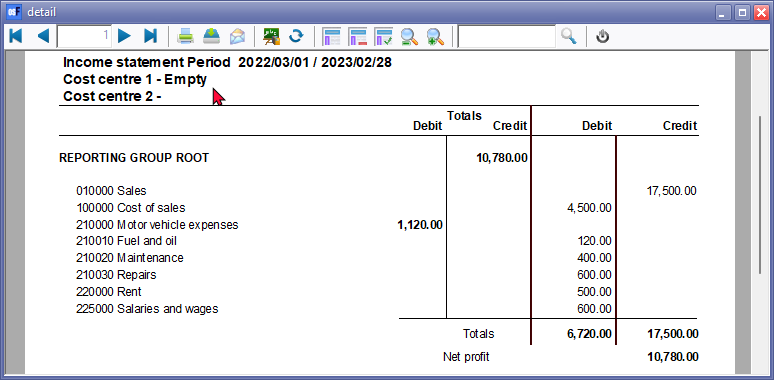 detail
1
Income statement Period 2022/03/01 / 2023/02/28
Cost centre 1 - Empty
Cost centre 2 -
Totals
Debit Credit Debit Credit
REPORTING GROUP ROOT 10,780.00
010000 Sales 17,500.00
100000 Cost of sales 4,500.00
210000 Motor vehicle expenses 1,120.00
210010 Fuel and oil 120.00
210020 Maintenance 400.00
210030 Repairs 600.00
220000 Rent 500.00
225000 Salaries and wages 600.00
Totals 6,720.00 17,500.00
Net profit 10,780.00